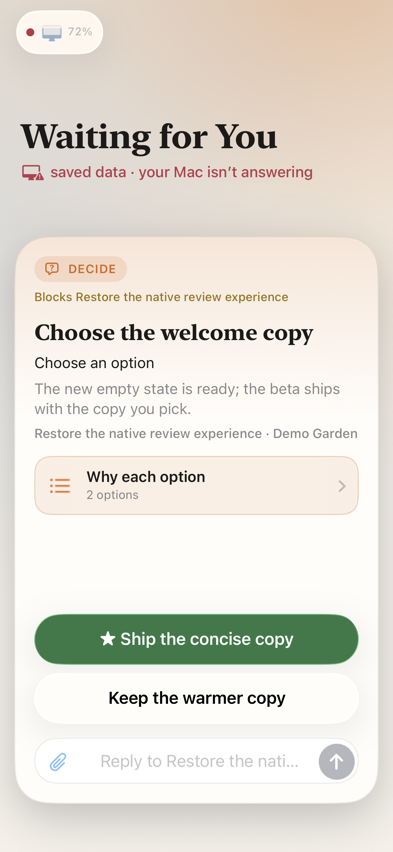 72%
Waiting for You
saved data · your Mac isn’t answering
DECIDE
Blocks Restore the native review experience
Choose the welcome copy
Choose an option
The new empty state is ready; the beta ships
with the copy you pick.
Restore the native review experience · Demo Garden
Why each option
2 options
Ship the concise copy
Keep the warmer copy
Reply to Restore the nati...